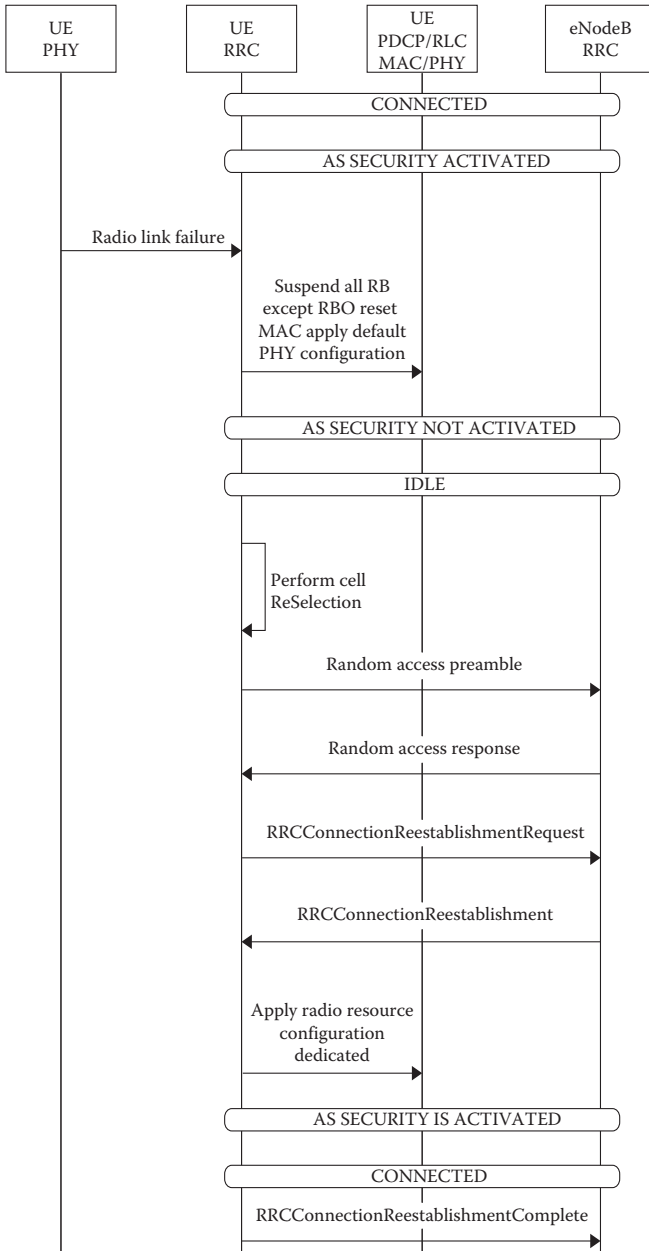 UE
PHY
UE
RRC
UE
PDCP/RLC
MAC/PHY
eNodeB
RRC
CONNECTED
AS SECURITY ACTIVATED
Radio link failure
Suspend all RB
except RBO reset
MAC apply default
PHY configuration
AS SECURITY NOT ACTIVATED
IDLE
Perform cell
ReSelection
Random access preamble
Random access response
RRCConnectionReestablishmentRequest
RRCConnectionReestablishment
Apply radio resource
configuration
dedicated
AS SECURITY IS ACTIVATED
CONNECTED
RRCConnectionReestablishmentComplete